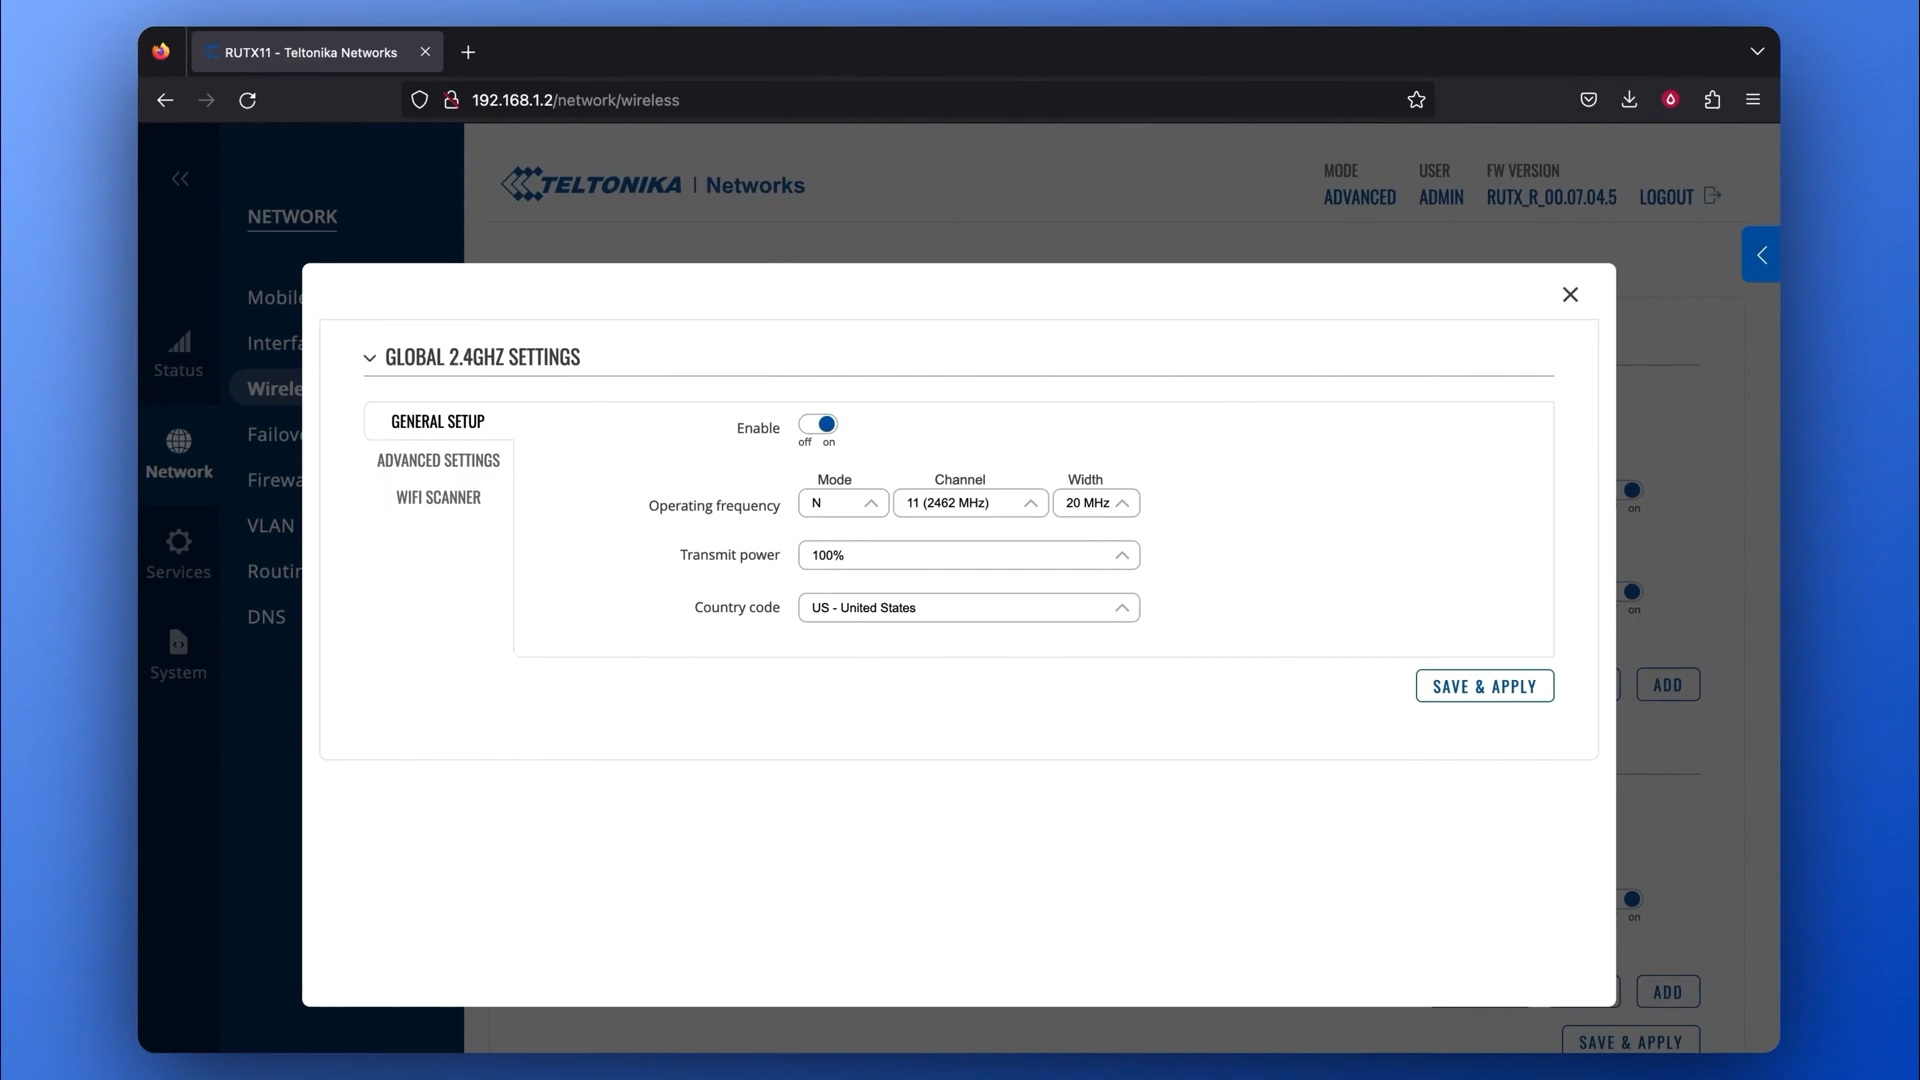 RUTX11 - Teltonika Networks
192.168.1.2/network/wireless
TELTONIKA | Networks
MODE
ADVANCED
USER
ADMIN
FW VERSION
RUTX_R_00.07.04.5
LOGOUT
Status
Network
Services
System
NETWORK
Mobile
Interfa
Wirele
Failov
Firewa
VLAN
Routin
DNS
GLOBAL 2.4GHZ SETTINGS
GENERAL SETUP
ADVANCED SETTINGS
WIFI SCANNER
Enable
off on
Mode Channel Width
Operating frequency N 11 (2462 MHz) 20 MHz
Transmit power 100%
Country code US - United States
SAVE & APPLY
on
on
ADD
on
ADD
SAVE & APPLY